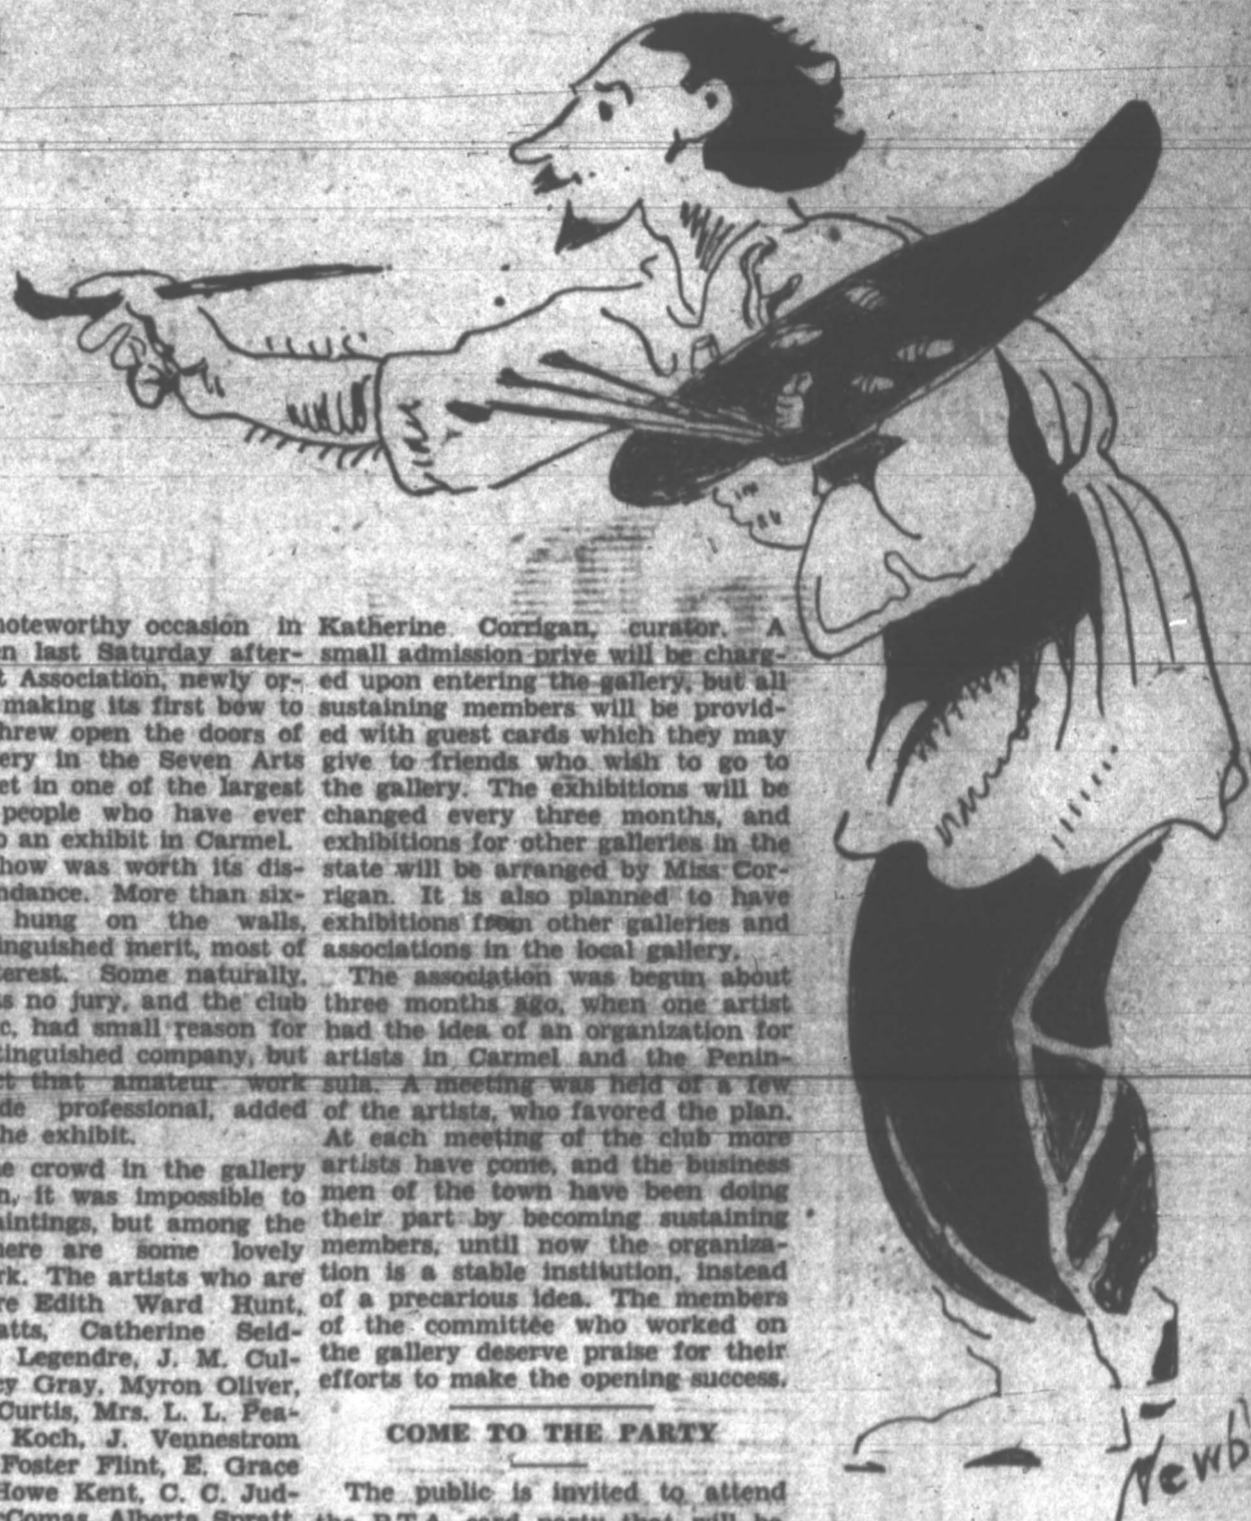 noteworthy occasion in
last Saturday after-
Association, newly or-
making its first bow to
threw open the doors of
in the Seven Arts
in one of the largest
people who have ever
an exhibit in Carmel.
how was worth its dis-
ndance. More than six-
hung on the walls,
inguished merit, most of
terest. Some naturally,
no jury, and the club
c, had small reason for
tinguished company, but
ct that amateur work
de professional, added
he exhibit.
crowd in the gallery
it was impossible to
aintings, but among the
here are some lovely
rk. The artists who are
re Edith Ward Hunt,
atts, Catherine Seid-
Legendre, J. M. Cul-
cy Gray, Myron Oliver,
Curtis, Mrs. L. L. Pea-
Koch, J. Vennestrom
Foster Flint, E. Grace
Howe Kent, C. C. Jud-
cComas, Alberta Spratt,
Katherine Corrigan, curator. A
small admission prive will be charg-
ed upon entering the gallery, but all
sustaining members will be provid-
ed with guest cards which they may
give to friends who wish to go to
the gallery. The exhibitions will be
changed every three months, and
exhibitions for other galleries in the
state will be arranged by Miss Cor-
rigan. It is also planned to have
exhibitions from other galleries and
associations in the local gallery.
The association was begun about
three months ago, when one artist
had the idea of an organization for
artists in Carmel and the Penin-
sula. A meeting was held of a few
of the artists, who favored the plan.
At each meeting of the club more
artists have come, and the business
men of the town have been doing
their part by becoming sustaining
members, until now the organiza-
tion is a stable institution, instead
of a precarious idea. The members
of the committee who worked on
the gallery deserve praise for their
efforts to make the opening success.
COME TO THE PARTY
The public is invited to attend
the P.T.A. card party that will be
Newb